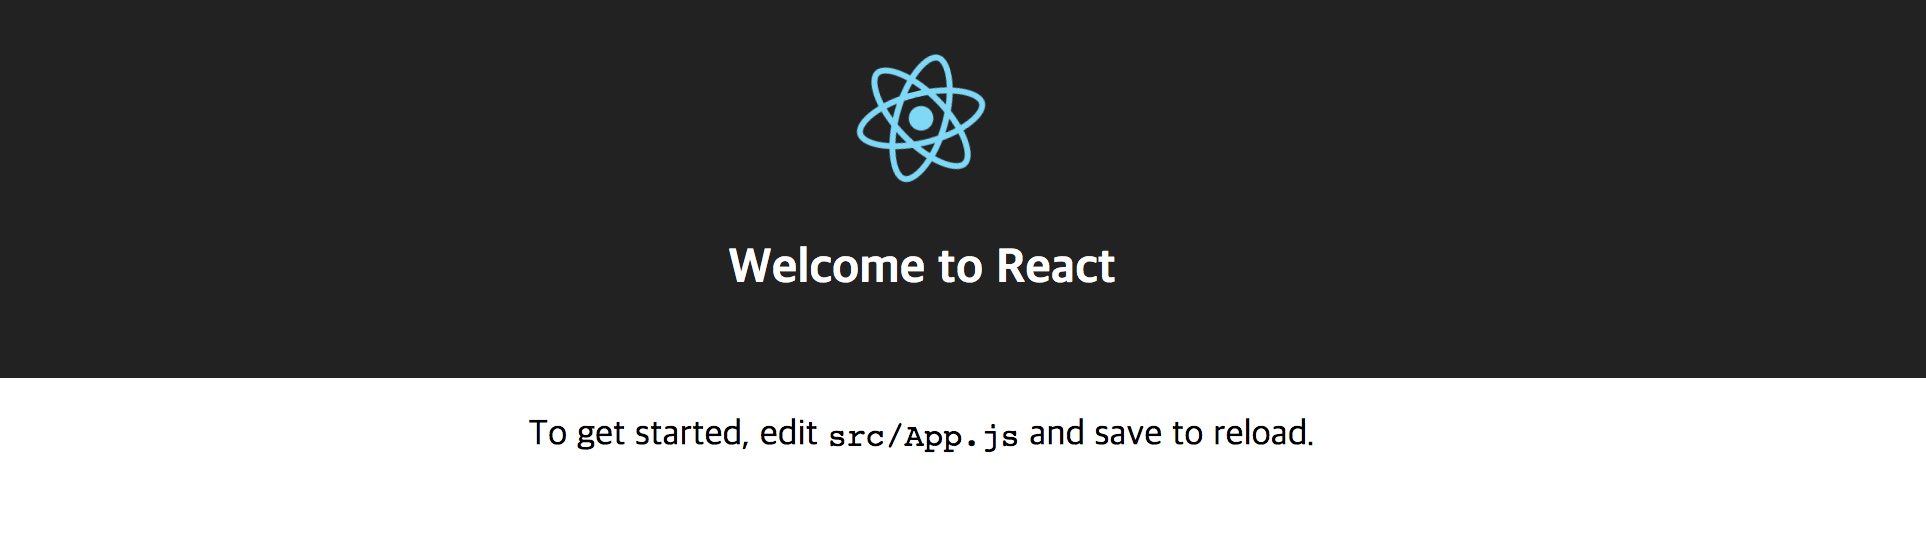 Welcome to React
To get started, edit src/App.js and save to reload.